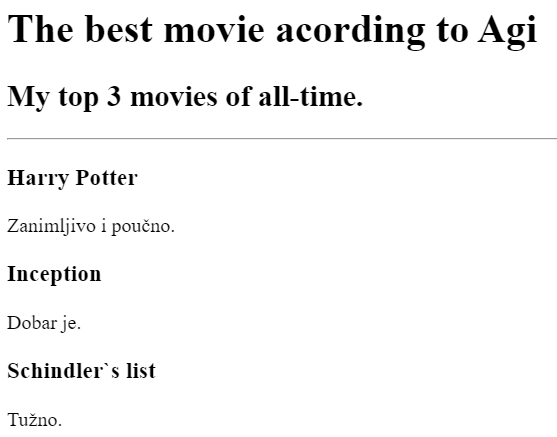 The best movie acording to Agi
My top 3 movies of all-time.
Harry Potter
Zanimljivo i poučno.
Inception
Dobar je.
Schindler`s list
Tužno.